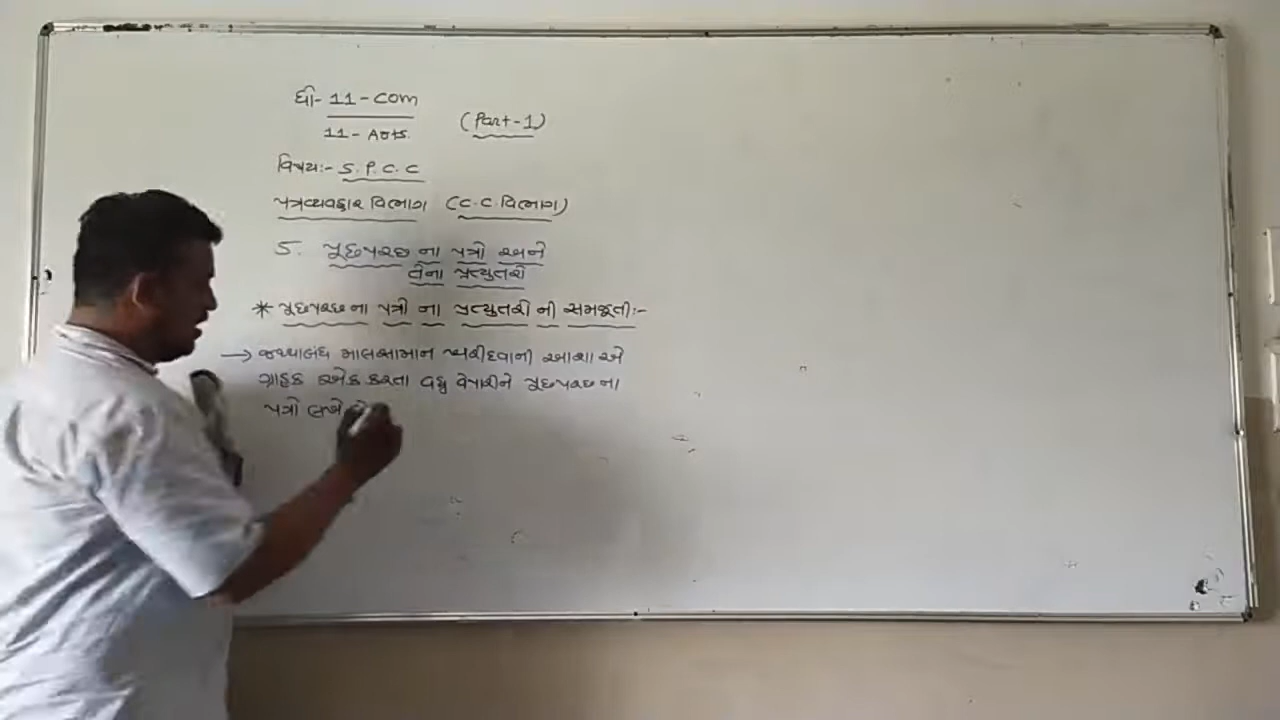 ધો- 11 - Com
11 - Arts.
(Part-1)
વિષય:- S. P. C. C
પત્રવ્યવહાર વિભાગ (C.C. વિભાગ)
5. પૂછપરછ ના પત્રો અને
તેના પ્રત્યુતરો
* પૂછપરછ ના પત્રો ના પ્રત્યુતરો ની સમજૂતી:-
→ જથ્થાબંધ માલસામાન ખરીદવાની આશા એ
ગ્રાહક એક કરતા વધુ વેપારીને પૂછપરછ ના
પત્રો લખે